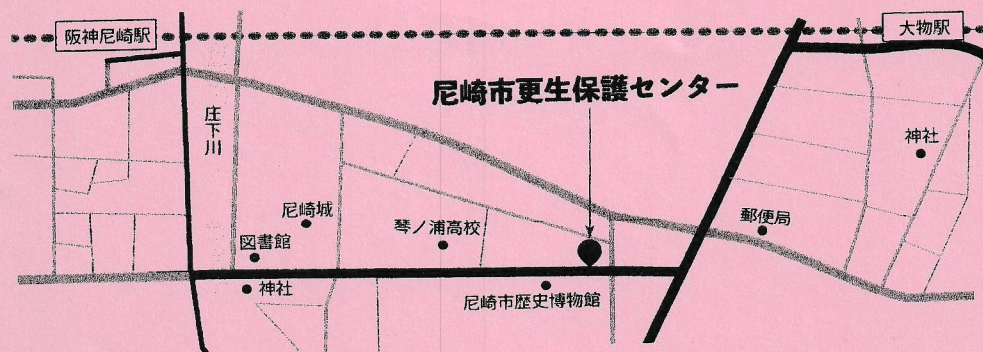 阪神尼崎駅
大物駅
尼崎市更生保護センター
庄下川
神社
尼崎城
琴ノ浦高校
郵便局
図書館
神社
尼崎市歴史博物館